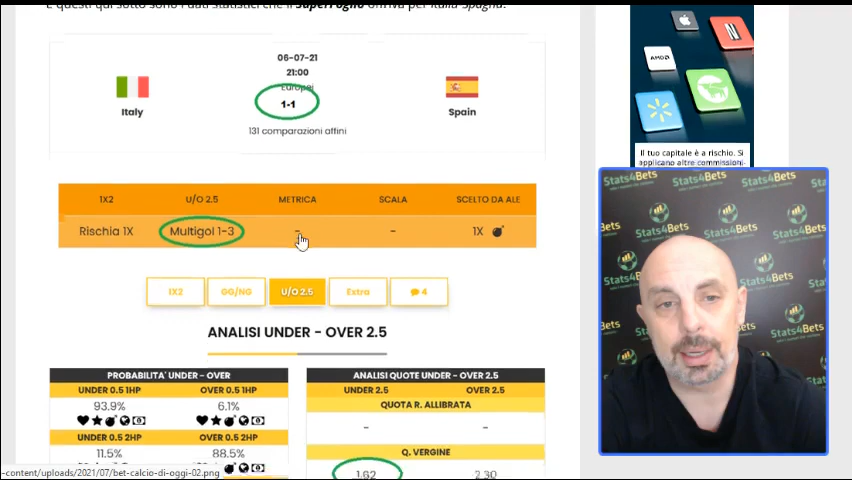 E questi qui sotto sono i dati statistici che il SuperFoglio offriva per Italia-Spagna:
06-07-21
21:00
Europei
1-1
Italy
Spain
131 comparazioni affini
1X2 U/O 2.5 METRICA SCALA SCELTO DA ALE
Rischia 1X Multigol 1-3 - - 1X
1X2 GG/NG U/O 2.5 Extra 4
ANALISI UNDER - OVER 2.5
PROBABILITA' UNDER - OVER
UNDER 0.5 1HP OVER 0.5 1HP
93.9% 6.1%
UNDER 0.5 2HP OVER 0.5 2HP
11.5% 88.5%
ANALISI QUOTE UNDER - OVER 2.5
UNDER 2.5 OVER 2.5
QUOTA R. ALLIBRATA
- -
Q. VERGINE
1.62 2.30
-content/uploads/2021/07/bet-calcio-di-oggi-02.png
AMD
N
Il tuo capitale è a rischio. Si
applicano altre commissioni.
Stats4Bets
Stats4Bets
Stats4Bets
Stats4Bets